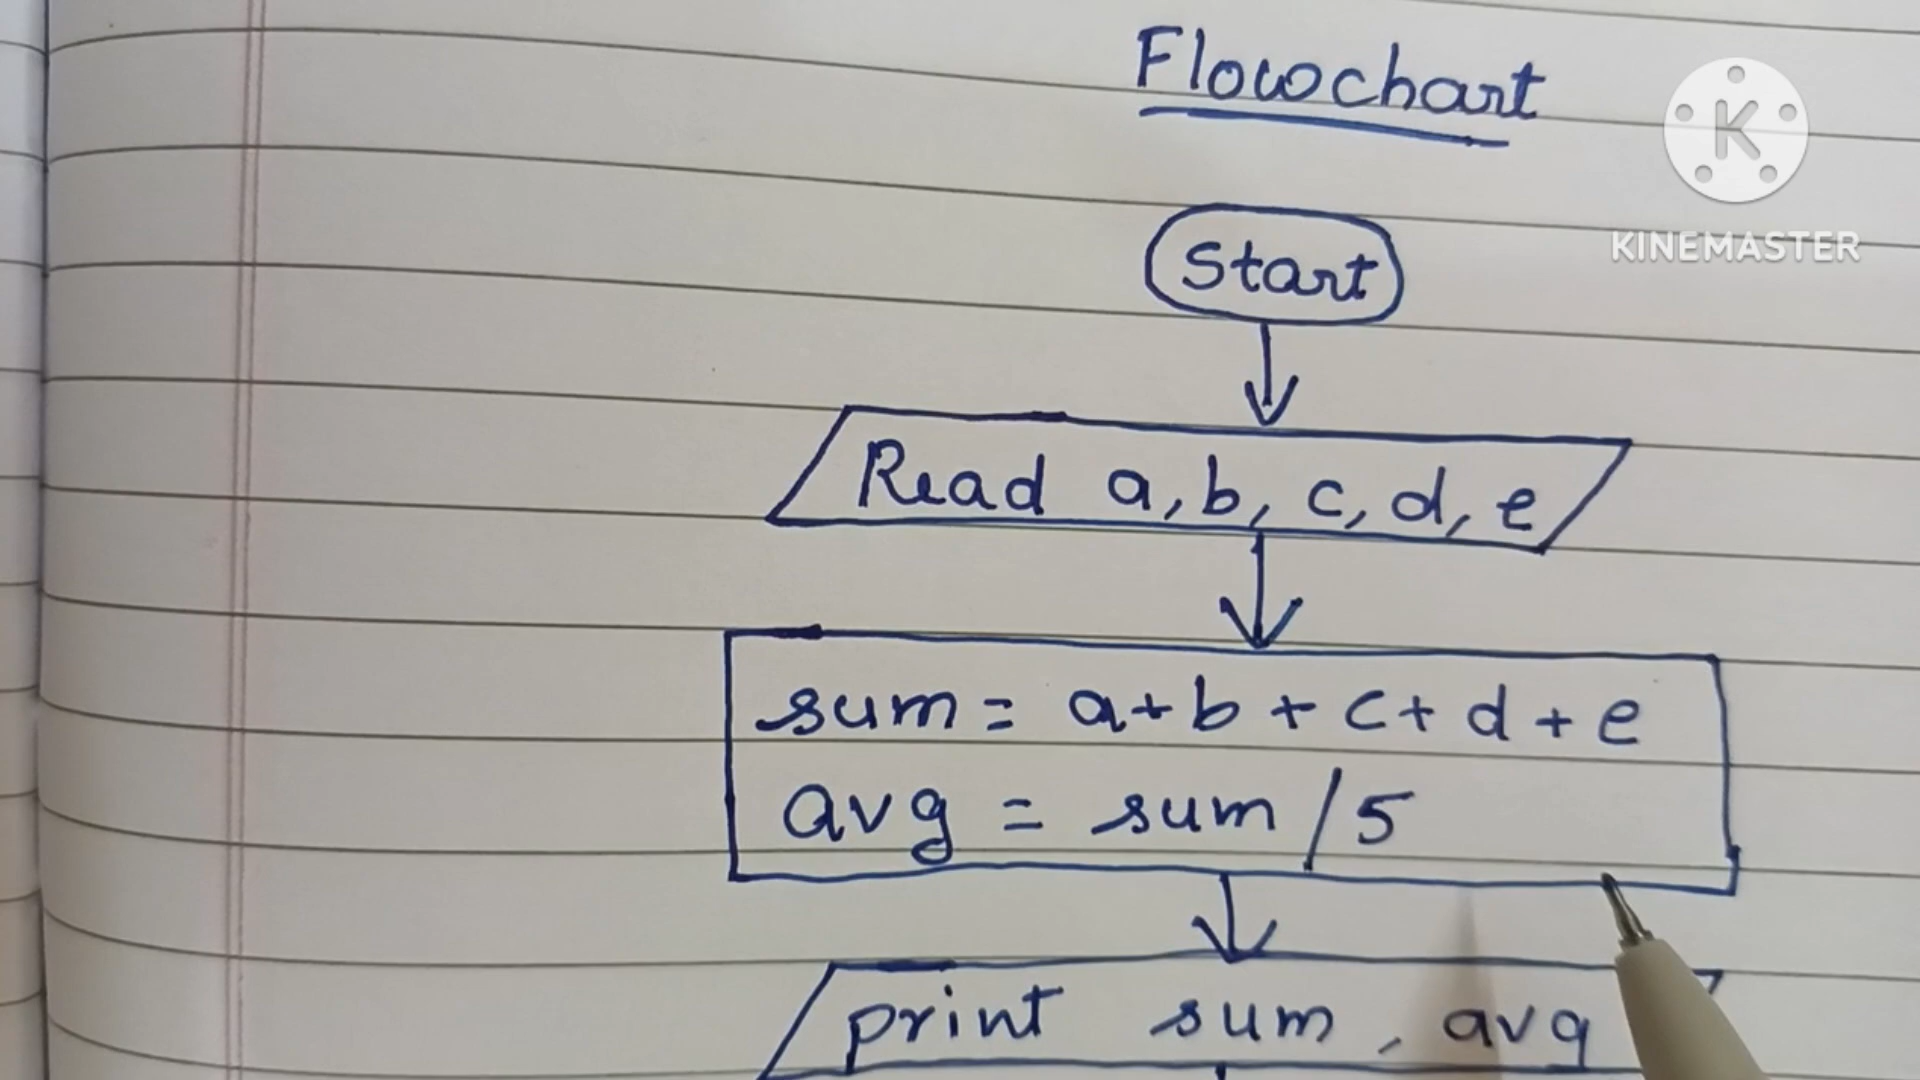 Flowchart
K
KINEMASTER
Start
Read a, b, c, d, e
sum = a + b + c + d + e
avg = sum / 5
print sum, avg